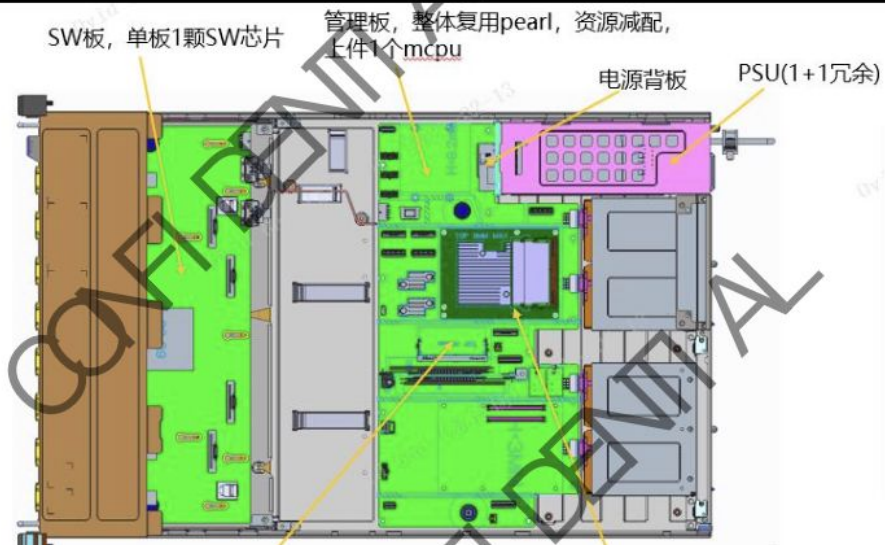 SW板，单板1颗SW芯片
管理板，整体复用pearl，资源减配，
上件1个mcpu
电源背板
PSU(1+1冗余)
CONFIDENTIAL
CONFIDENTIAL